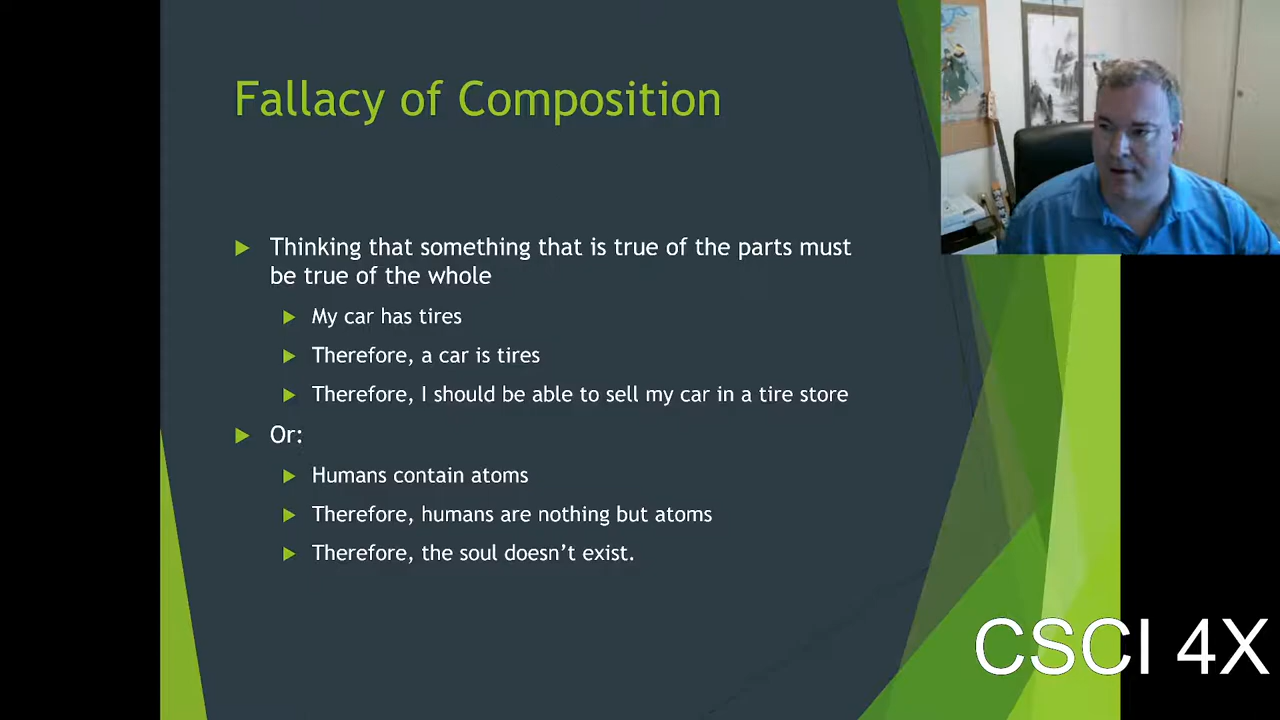 Fallacy of Composition
Thinking that something that is true of the parts must
be true of the whole
My car has tires
Therefore, a car is tires
Therefore, I should be able to sell my car in a tire store
Or:
Humans contain atoms
Therefore, humans are nothing but atoms
Therefore, the soul doesn’t exist.
CSCI 4X